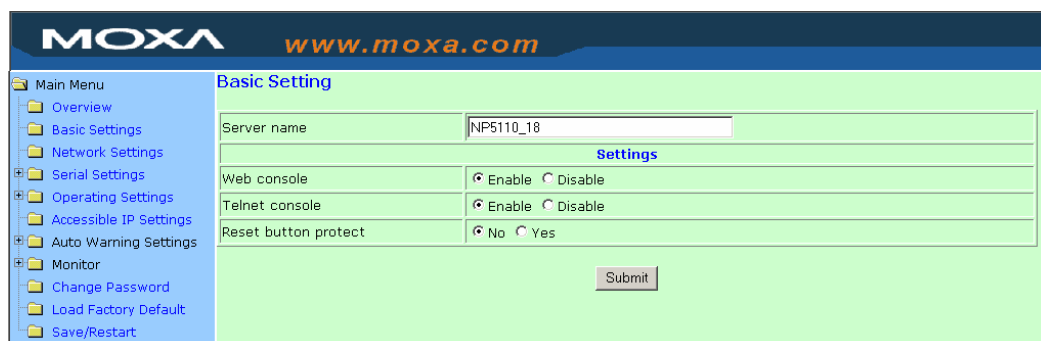 MOXA www.moxa.com
Main Menu
Overview
Basic Settings
Network Settings
Serial Settings
Operating Settings
Accessible IP Settings
Auto Warning Settings
Monitor
Change Password
Load Factory Default
Save/Restart
Basic Setting
Server name NP5110_18
Settings
Web console Enable Disable
Telnet console Enable Disable
Reset button protect No Yes
Submit